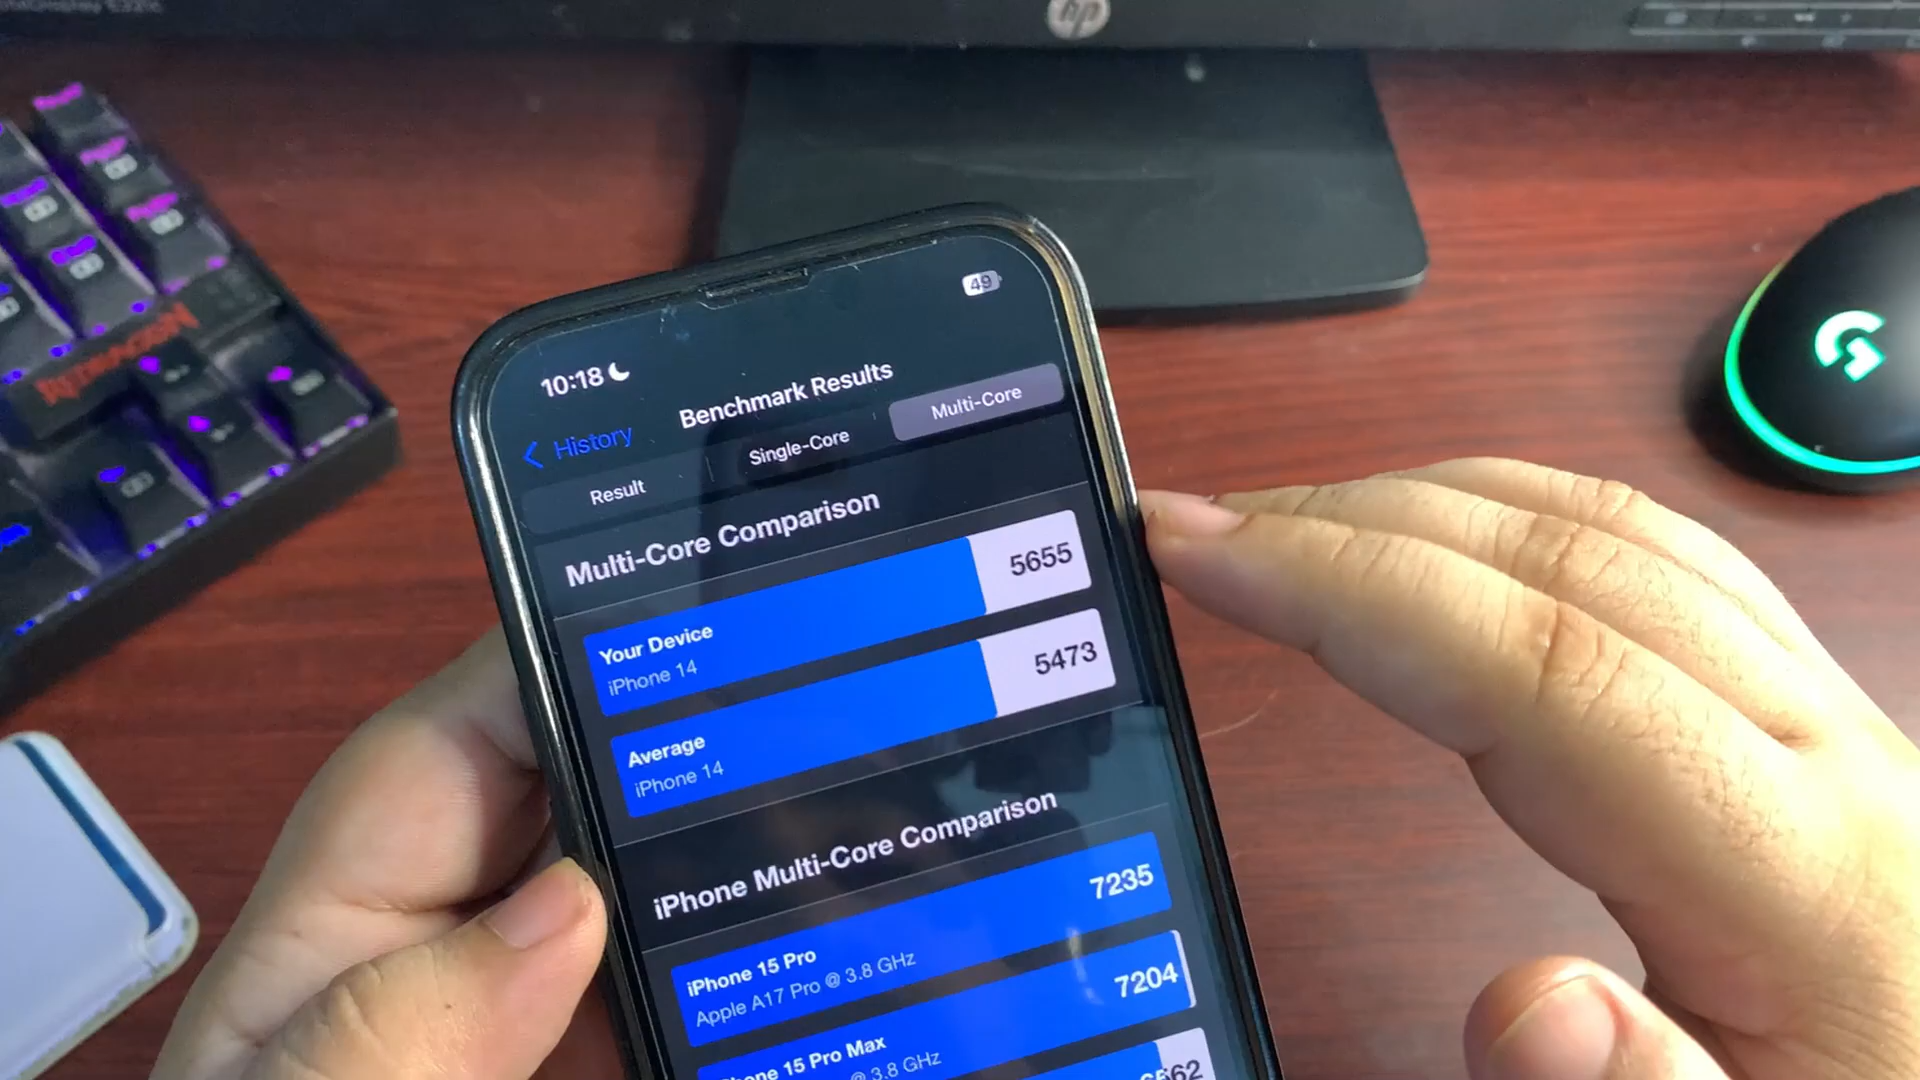 hp
REDRAGON
G
10:18
49
Benchmark Results
History
Result
Single-Core
Multi-Core
Multi-Core Comparison
Your Device
iPhone 14
5655
Average
iPhone 14
5473
iPhone Multi-Core Comparison
iPhone 15 Pro
Apple A17 Pro @ 3.8 GHz
7235
15 Pro Max
@ 3.8 GHz
7204